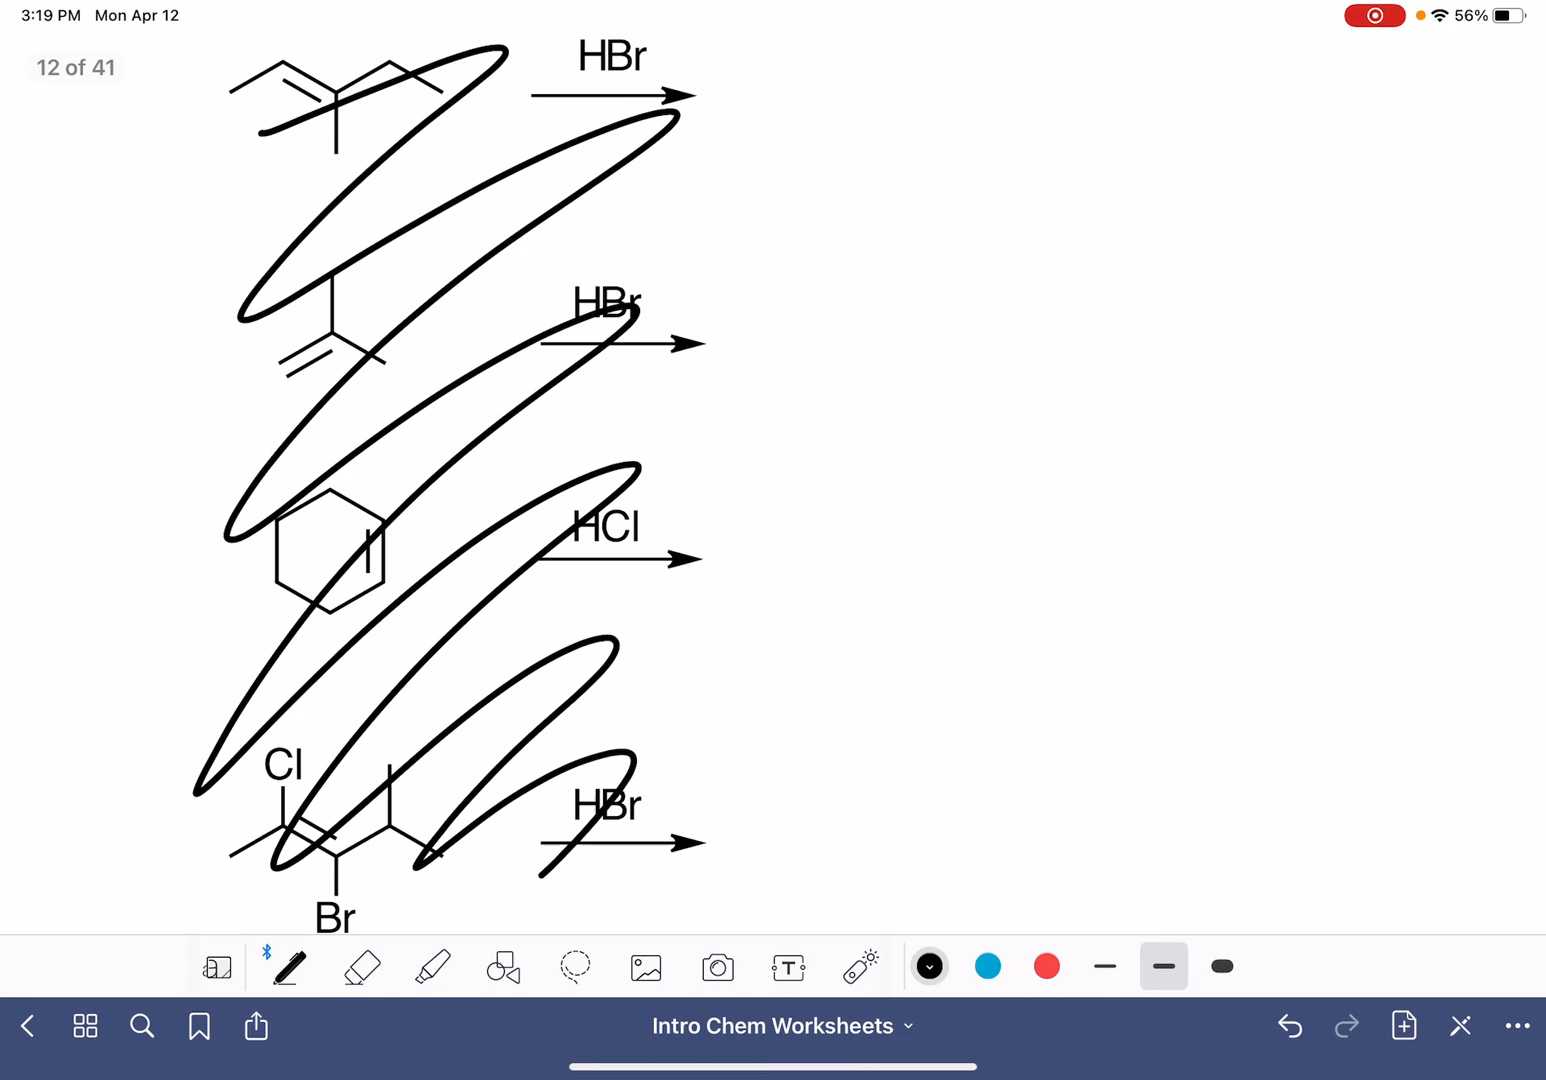 3:19 PM Mon Apr 12
56%
12 of 41
HBr
HBr
HCl
Cl
HBr
Br
T
Intro Chem Worksheets